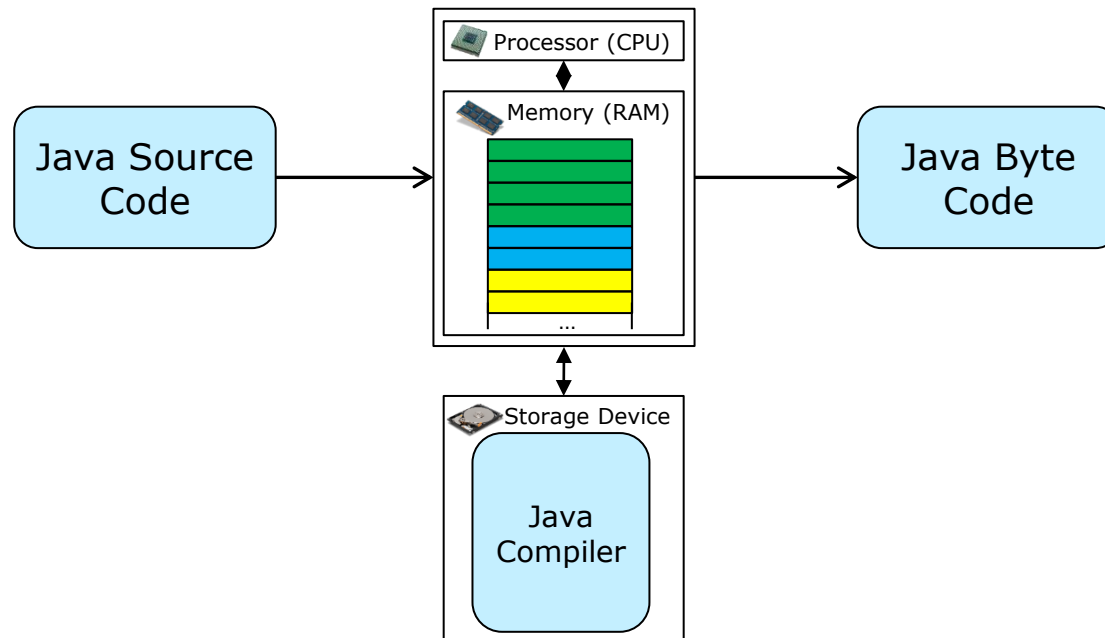 Processor (CPU)
Memory (RAM)
Java Source
Code
Java Byte
Code
...
Storage Device
Java
Compiler